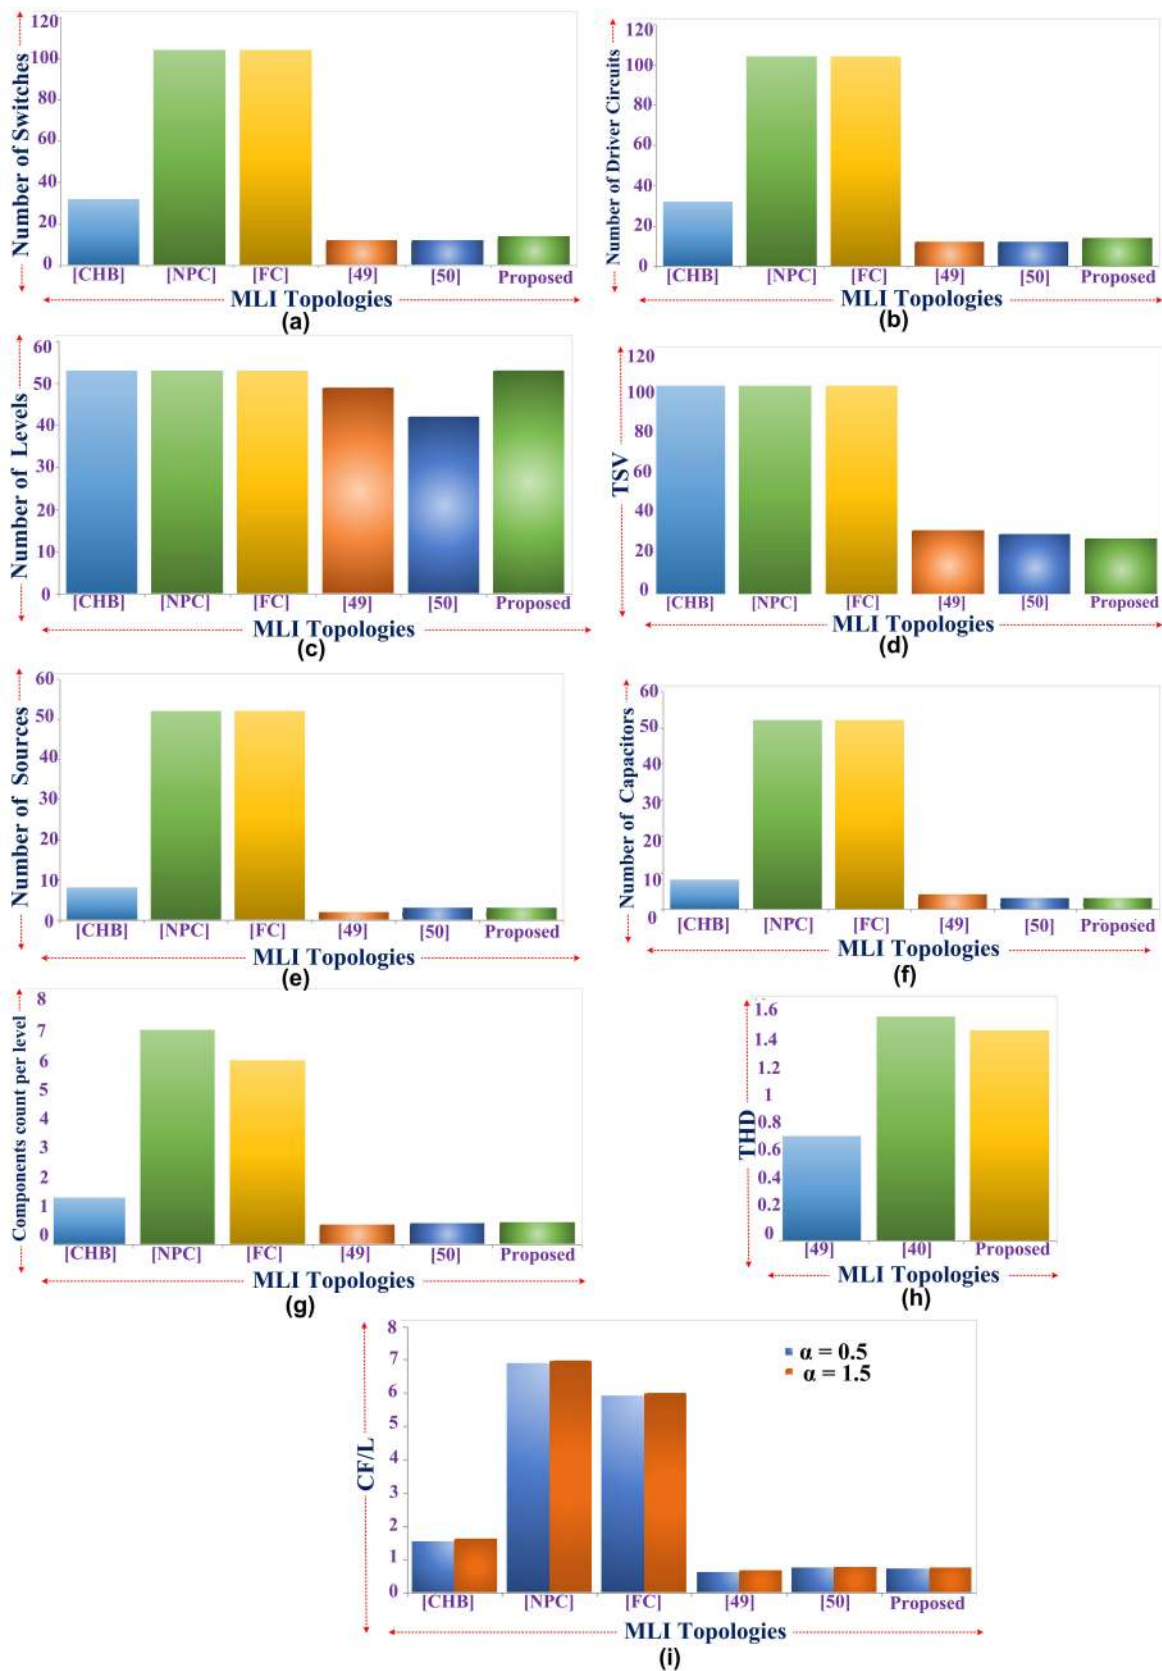 Number of Switches
120
100
80
60
40
20
0
[CHB] [NPC] [FC] [49] [50] Proposed
MLI Topologies
(a)
Number of Driver Circuits
120
100
80
60
40
20
0
[CHB] [NPC] [FC] [49] [50] Proposed
MLI Topologies
(b)
Number of Levels
60
50
40
30
20
10
0
[CHB] [NPC] [FC] [49] [50] Proposed
MLI Topologies
(c)
TSV
120
100
80
60
40
20
0
[CHB] [NPC] [FC] [49] [50] Proposed
MLI Topologies
(d)
Number of Sources
60
50
40
30
20
10
0
[CHB] [NPC] [FC] [49] [50] Proposed
MLI Topologies
(e)
Number of Capacitors
60
50
40
30
20
10
0
[CHB] [NPC] [FC] [49] [50] Proposed
MLI Topologies
(f)
Components count per level
8
7
6
5
4
3
2
1
0
[CHB] [NPC] [FC] [49] [50] Proposed
MLI Topologies
(g)
THD
1.6
1.4
1.2
1
0.8
0.6
0.4
0.2
0
[49] [40] Proposed
MLI Topologies
(h)
CF/L
8
7
6
5
4
3
2
1
0
α = 0.5
α = 1.5
[CHB] [NPC] [FC] [49] [50] Proposed
MLI Topologies
(i)